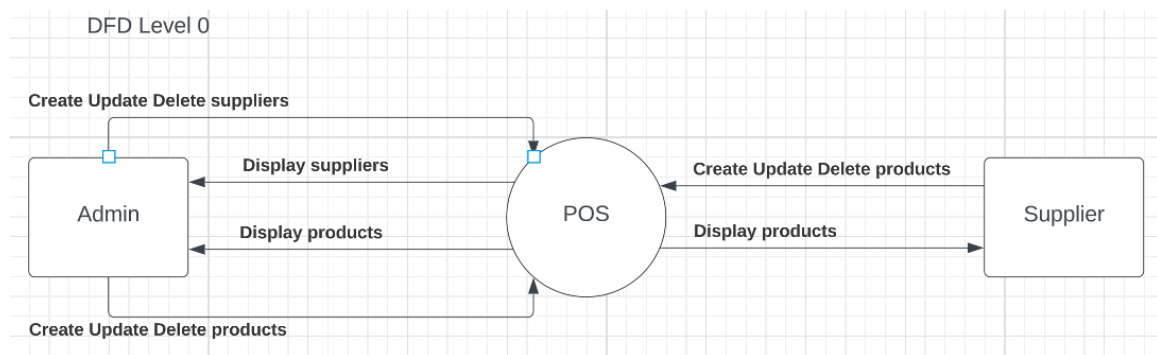 DFD Level 0
Create Update Delete suppliers
Display suppliers
Create Update Delete products
Admin
POS
Supplier
Display products
Display products
Create Update Delete products